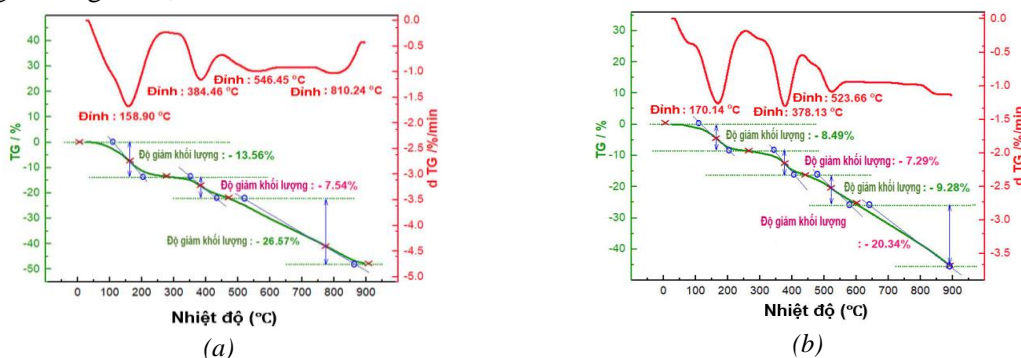 TG / %
40
30
20
10
0
-10
-20
-30
-40
-50
0.0
-0.5
-1.0
-1.5
-2.0
-2.5
-3.0
-3.5
-4.0
-4.5
-5.0
d TG /%/min
Đỉnh : 158.90 °C
Đỉnh :
384.46 °C
Đỉnh : 546.45 °C
Đỉnh :
810.24 °C
Độ giảm khối lượng : - 13.56%
Độ giảm khối lượng : - 7.54%
Độ giảm khối lượng :
- 26.57%
0 100 200 300 400 500 600 700 800 900
Nhiệt độ (°C)
(a)
TG / %
30
20
10
0
-10
-20
-30
-40
0.0
-0.5
-1.0
-1.5
-2.0
-2.5
-3.0
-3.5
d TG /%/min
Đỉnh : 170.14 °C
Đỉnh :
378.13 °C
Đỉnh :
523.66 °C
Độ giảm khối lượng : - 8.49%
Độ giảm khối lượng :
- 7.29%
Độ giảm khối lượng :
- 9.28%
Độ giảm khối lượng
: - 20.34%
0 100 200 300 400 500 600 700 800 900
Nhiệt độ (°C)
(b)